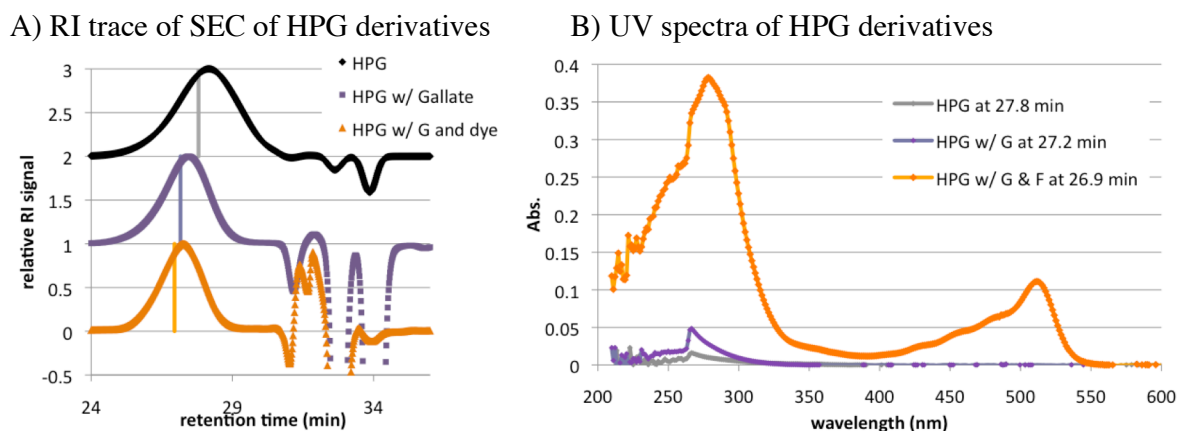 A) RI trace of SEC of HPG derivatives
3
2.5
2
1.5
1
0.5
0
-0.5
relative RI signal
24
29
34
retention time (min)
HPG
HPG w/ Gallate
HPG w/ G and dye
B) UV spectra of HPG derivatives
0.4
0.35
0.3
0.25
0.2
0.15
0.1
0.05
0
Abs.
200
250
300
350
400
450
500
550
600
wavelength (nm)
HPG at 27.8 min
HPG w/ G at 27.2 min
HPG w/ G & F at 26.9 min